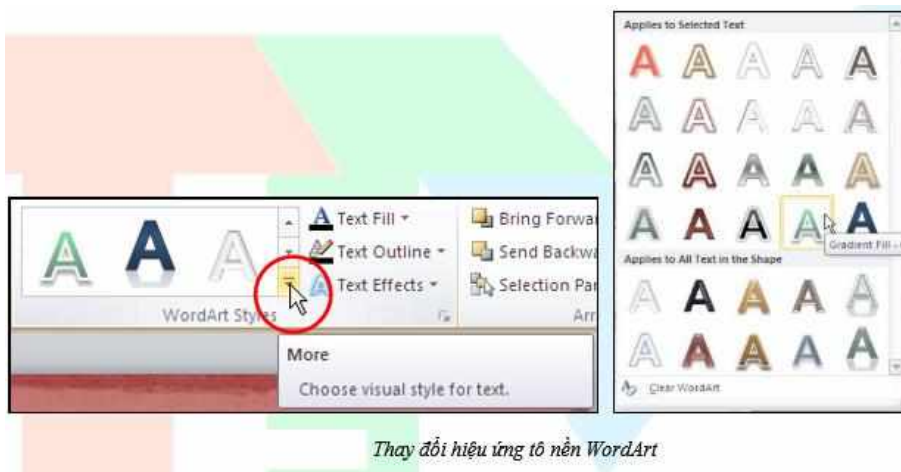 Applies to Selected Text
Text Fill
Bring Forwa
Text Outline
Send Backwa
Text Effects
Selection Pa
WordArt Styles
Arr
More
Choose visual style for text.
Gradient Fill -
Applies to All Text in the Shape
Clear WordArt
Thay đổi hiệu ứng tô nền WordArt